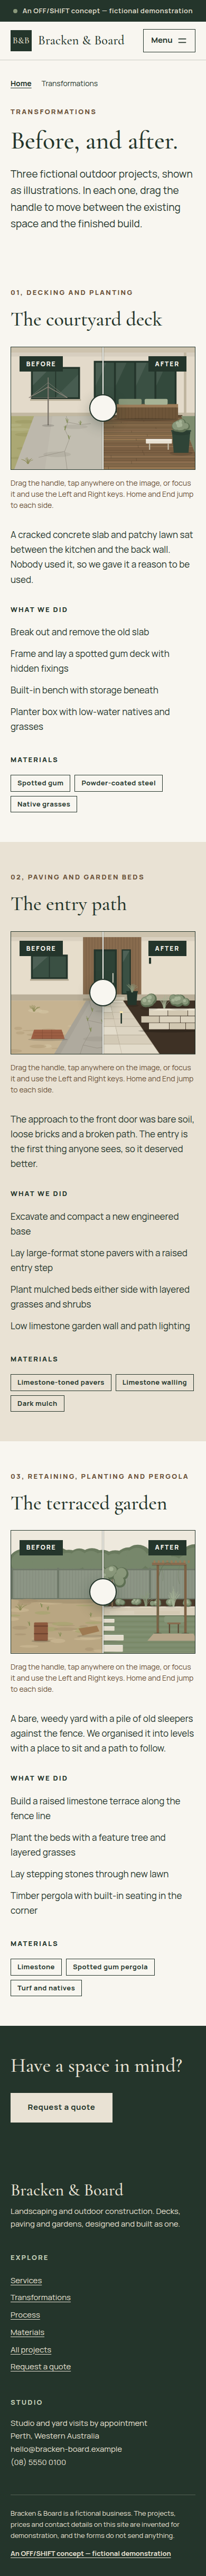 An OFF/SHIFT concept — fictional demonstration
B&B
Bracken & Board
Menu
Home
Transformations
TRANSFORMATIONS
Before, and after.
Three fictional outdoor projects, shown
as illustrations. In each one, drag the
handle to move between the existing
space and the finished build.
01, DECKING AND PLANTING
The courtyard deck
BEFORE
AFTER
Drag the handle, tap anywhere on the image, or focus
it and use the Left and Right keys. Home and End jump
to each side.
A cracked concrete slab and patchy lawn sat
between the kitchen and the back wall.
Nobody used it, so we gave it a reason to be
used.
WHAT WE DID
Break out and remove the old slab
Frame and lay a spotted gum deck with
hidden fixings
Built-in bench with storage beneath
Planter box with low-water natives and
grasses
MATERIALS
Spotted gum
Powder-coated steel
Native grasses
02, PAVING AND GARDEN BEDS
The entry path
BEFORE
AFTER
Drag the handle, tap anywhere on the image, or focus
it and use the Left and Right keys. Home and End jump
to each side.
The approach to the front door was bare soil,
loose bricks and a broken path. The entry is
the first thing anyone sees, so it deserved
better.
WHAT WE DID
Excavate and compact a new engineered
base
Lay large-format stone pavers with a raised
entry step
Plant mulched beds either side with layered
grasses and shrubs
Low limestone garden wall and path lighting
MATERIALS
Limestone-toned pavers
Limestone walling
Dark mulch
03, RETAINING, PLANTING AND PERGOLA
The terraced garden
BEFORE
AFTER
Drag the handle, tap anywhere on the image, or focus
it and use the Left and Right keys. Home and End jump
to each side.
A bare, weedy yard with a pile of old sleepers
against the fence. We organised it into levels
with a place to sit and a path to follow.
WHAT WE DID
Build a raised limestone terrace along the
fence line
Plant the beds with a feature tree and
layered grasses
Lay stepping stones through new lawn
Timber pergola with built-in seating in the
corner
MATERIALS
Limestone
Spotted gum pergola
Turf and natives
Have a space in mind?
Request a quote
Bracken & Board
Landscaping and outdoor construction. Decks,
paving and gardens, designed and built as one.
EXPLORE
Services
Transformations
Process
Materials
All projects
Request a quote
STUDIO
Studio and yard visits by appointment
Perth, Western Australia
hello@bracken-board.example
(08) 5550 0100
Bracken & Board is a fictional business. The projects,
prices and contact details on this site are invented for
demonstration, and the forms do not send anything.
An OFF/SHIFT concept — fictional demonstration